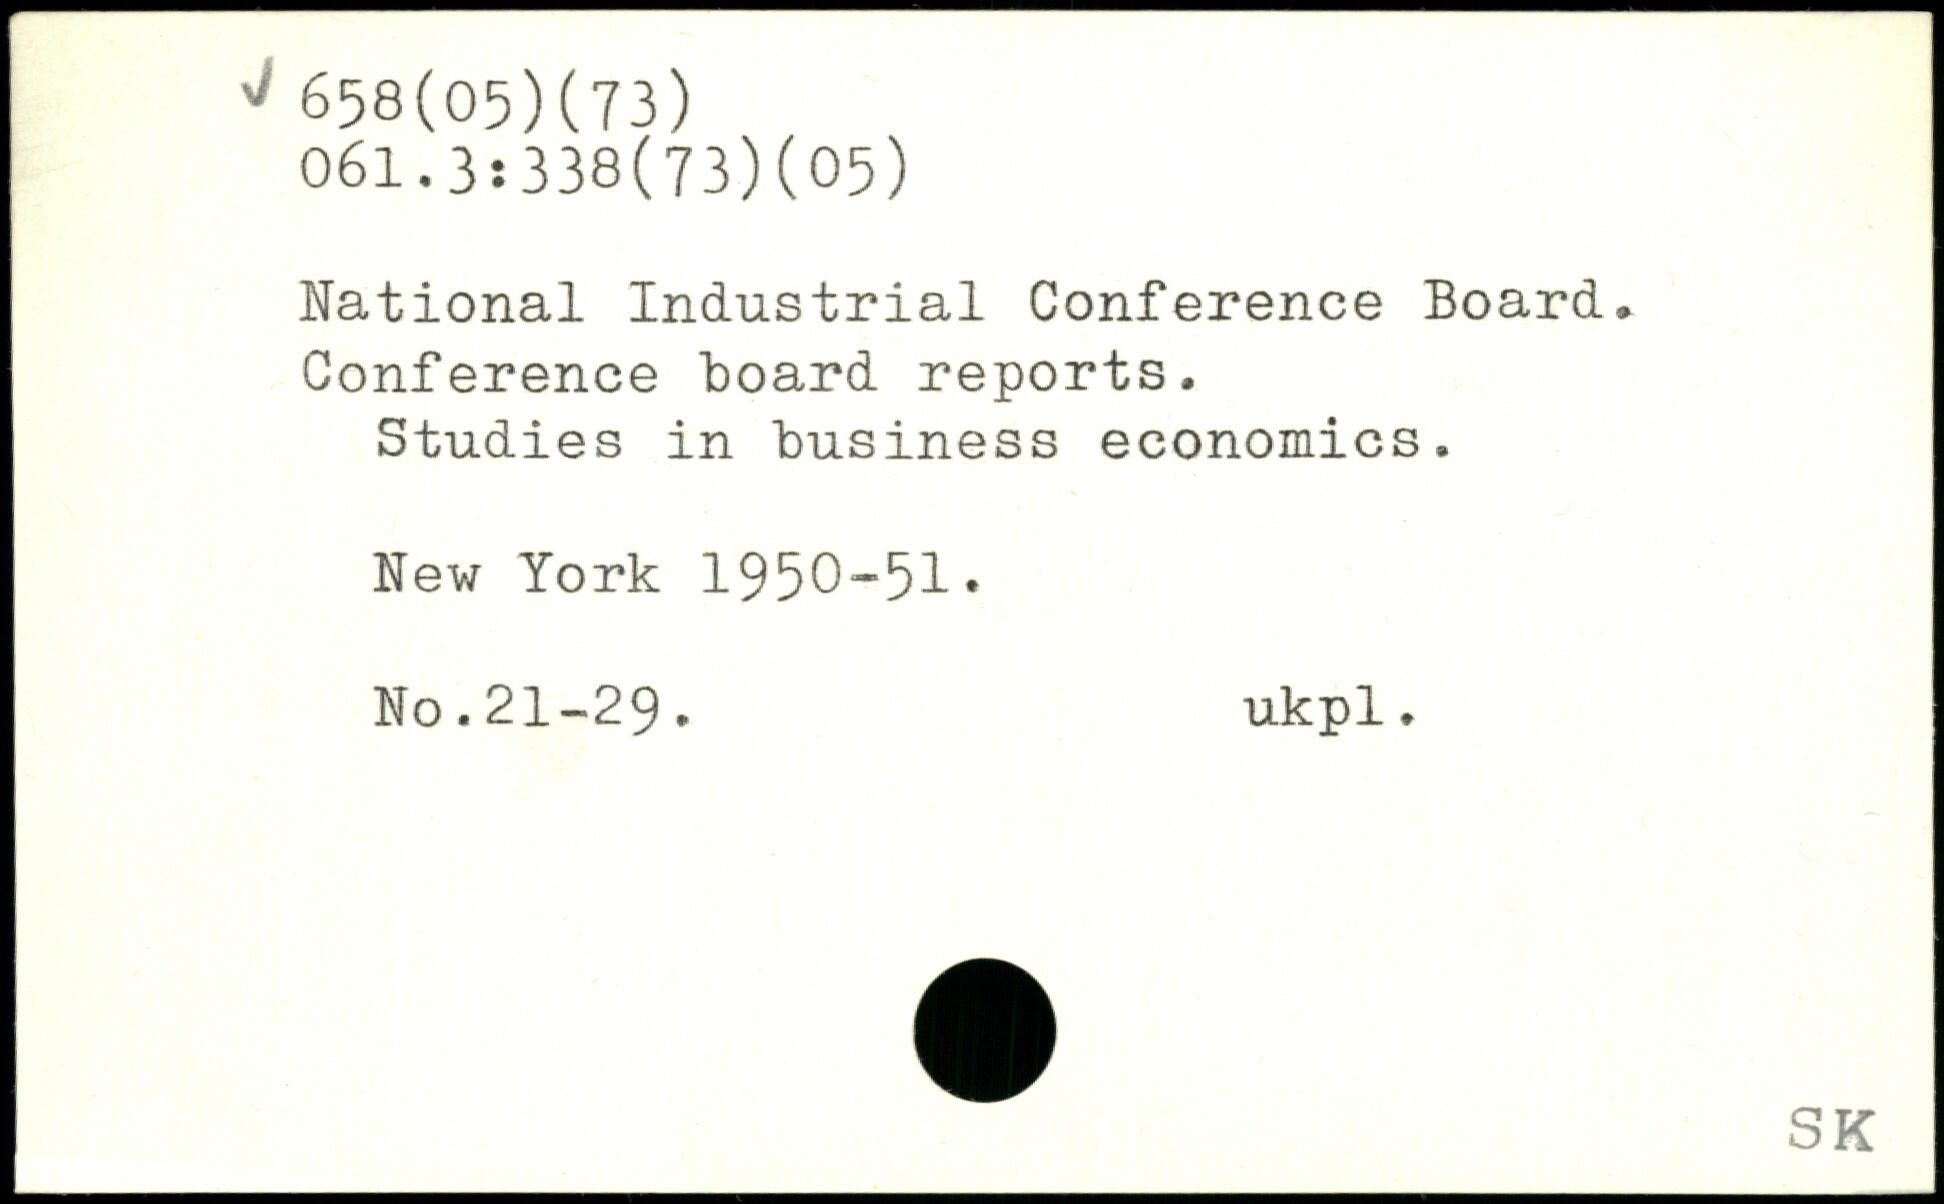 ✓ 658(05)(73)
061.3:338(73)(05)
National Industrial Conference Board.
Conference board reports.
Studies in business economics.
New York 1950-51.
No.21-29. ukpl.
SK